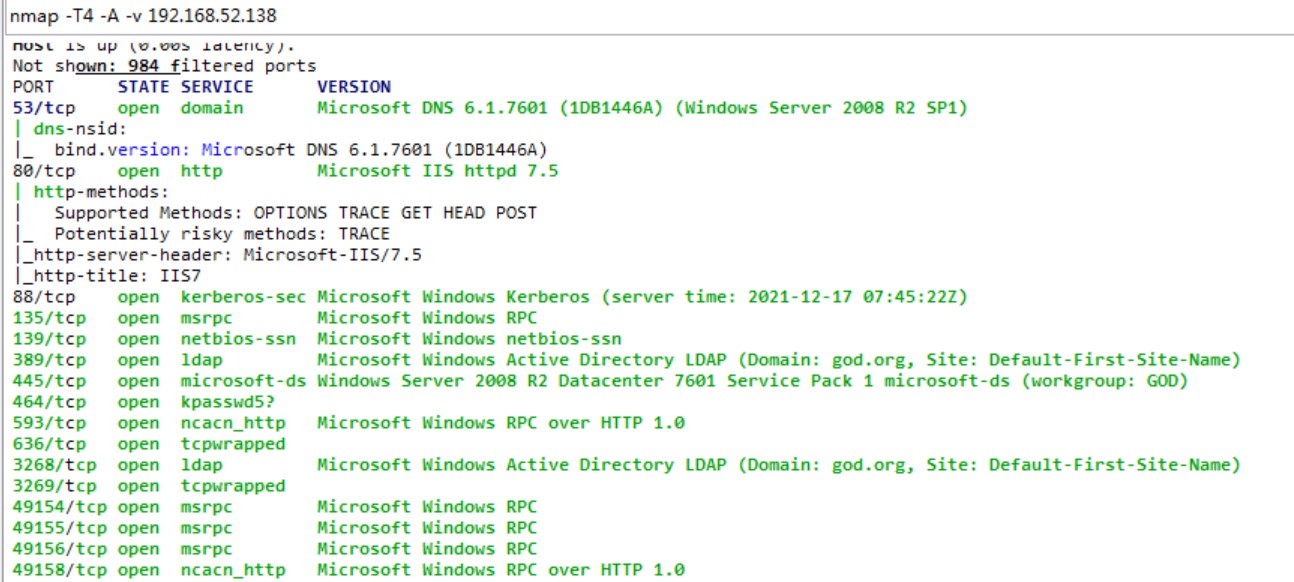 nmap -T4 -A -v 192.168.52.138
Host is up (0.00s latency).
Not shown: 984 filtered ports
PORT STATE SERVICE VERSION
53/tcp open domain Microsoft DNS 6.1.7601 (1DB1446A) (Windows Server 2008 R2 SP1)
| dns-nsid:
|_ bind.version: Microsoft DNS 6.1.7601 (1DB1446A)
80/tcp open http Microsoft IIS httpd 7.5
| http-methods:
| Supported Methods: OPTIONS TRACE GET HEAD POST
|_ Potentially risky methods: TRACE
|_http-server-header: Microsoft-IIS/7.5
|_http-title: IIS7
88/tcp open kerberos-sec Microsoft Windows Kerberos (server time: 2021-12-17 07:45:22Z)
135/tcp open msrpc Microsoft Windows RPC
139/tcp open netbios-ssn Microsoft Windows netbios-ssn
389/tcp open ldap Microsoft Windows Active Directory LDAP (Domain: god.org, Site: Default-First-Site-Name)
445/tcp open microsoft-ds Windows Server 2008 R2 Datacenter 7601 Service Pack 1 microsoft-ds (workgroup: GOD)
464/tcp open kpasswd5?
593/tcp open ncacn_http Microsoft Windows RPC over HTTP 1.0
636/tcp open tcpwrapped
3268/tcp open ldap Microsoft Windows Active Directory LDAP (Domain: god.org, Site: Default-First-Site-Name)
3269/tcp open tcpwrapped
49154/tcp open msrpc Microsoft Windows RPC
49155/tcp open msrpc Microsoft Windows RPC
49156/tcp open msrpc Microsoft Windows RPC
49158/tcp open ncacn_http Microsoft Windows RPC over HTTP 1.0